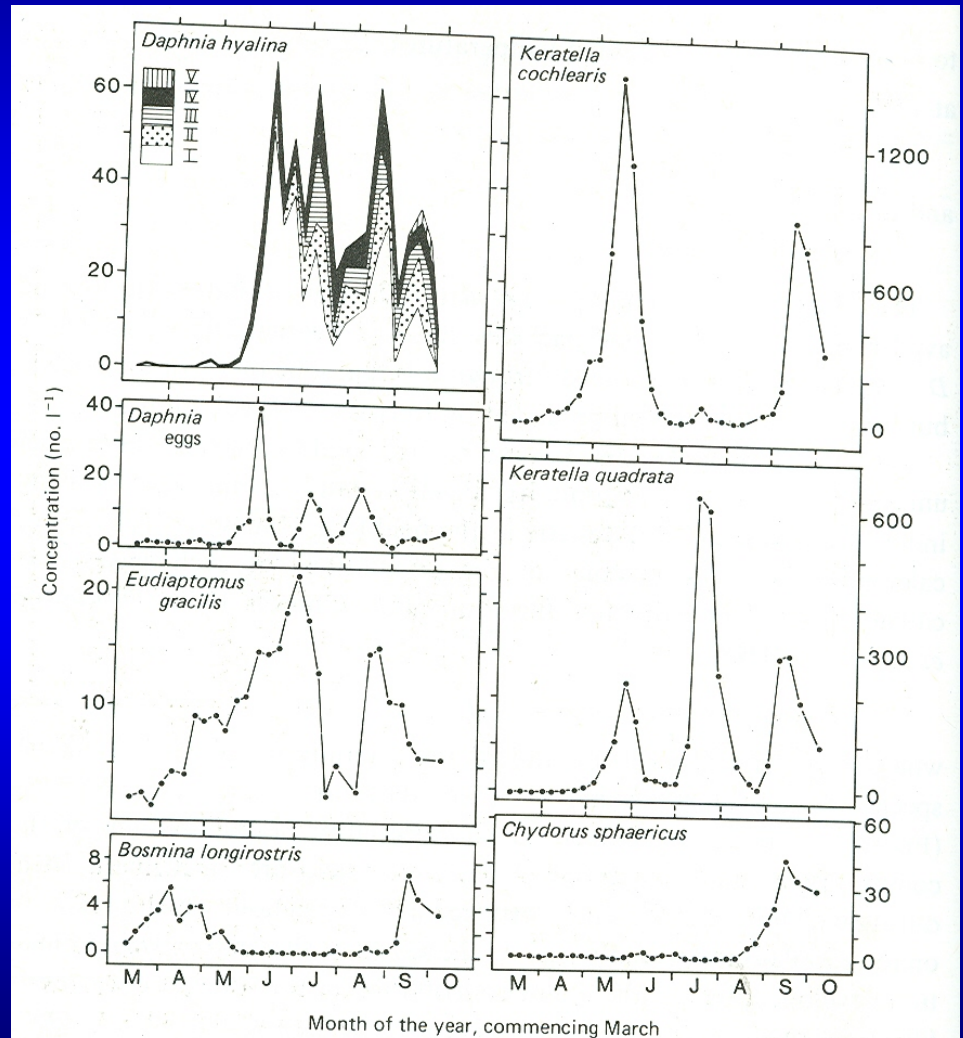 Daphnia hyalina
V
IV
III
II
I
60
40
20
0
Keratella
cochlearis
1200
600
0
Concentration (no. l⁻¹)
Daphnia
eggs
40
20
0
Keratella quadrata
600
300
0
Eudiaptomus
gracilis
20
10
Bosmina longirostris
8
4
0
M A M J J A S O
Chydorus sphaericus
60
30
0
M A M J J A S O
Month of the year, commencing March